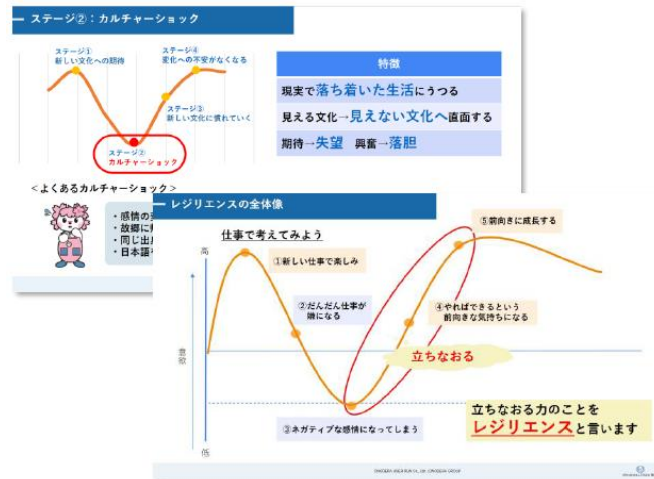 ステージ②：カルチャーショック
ステージ①
新しい文化への期待
ステージ④
変化への不安がなくなる
ステージ③
新しい文化に慣れていく
ステージ②
カルチャーショック
特徴
現実で落ち着いた生活にうつる
見える文化→見えない文化へ直面する
期待→失望 興奮→落胆
＜よくあるカルチャーショック＞
・感情の
・故郷に
・同じ出
・日本語
レジリエンスの全体像
仕事で考えてみよう
高
意欲
低
①新しい仕事で楽しみ
②だんだん仕事が
嫌になる
③ネガティブな感情になってしまう
④やればできるという
前向きな気持ちになる
⑤前向きに成長する
立ちなおる
立ちなおる力のことを
レジリエンスと言います